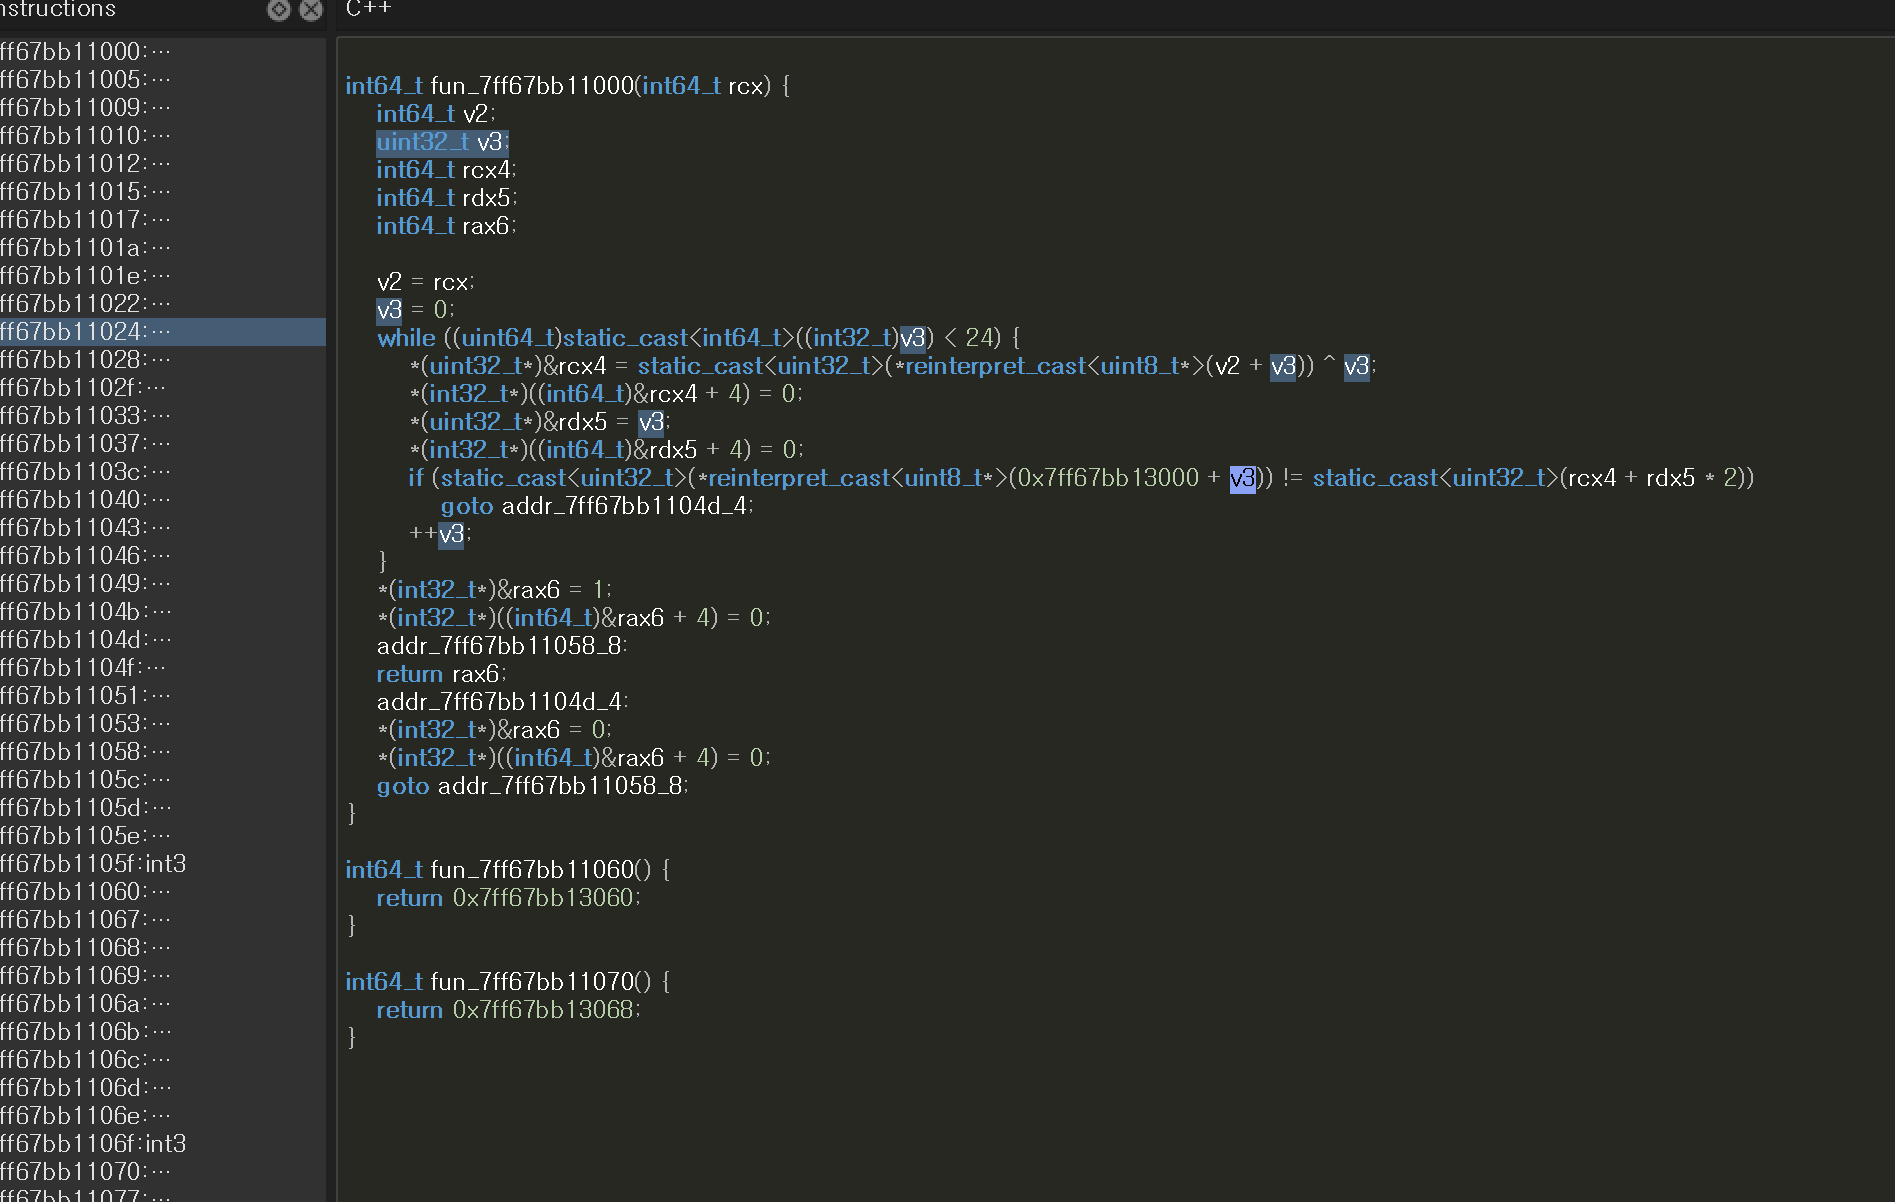 nstructions
C++
ff67bb11000:···
ff67bb11005:···
ff67bb11009:···
ff67bb11010:···
ff67bb11012:···
ff67bb11015:···
ff67bb11017:···
ff67bb1101a:···
ff67bb1101e:···
ff67bb11022:···
ff67bb11024:···
ff67bb11028:···
ff67bb1102f:···
ff67bb11033:···
ff67bb11037:···
ff67bb1103c:···
ff67bb11040:···
ff67bb11043:···
ff67bb11046:···
ff67bb11049:···
ff67bb1104b:···
ff67bb1104d:···
ff67bb1104f:···
ff67bb11051:···
ff67bb11053:···
ff67bb11058:···
ff67bb1105c:···
ff67bb1105d:···
ff67bb1105e:···
ff67bb1105f:int3
ff67bb11060:···
ff67bb11067:···
ff67bb11068:···
ff67bb11069:···
ff67bb1106a:···
ff67bb1106b:···
ff67bb1106c:···
ff67bb1106d:···
ff67bb1106e:···
ff67bb1106f:int3
ff67bb11070:···
ff67bb11077:···
int64_t fun_7ff67bb11000(int64_t rcx) {
int64_t v2;
uint32_t v3;
int64_t rcx4;
int64_t rdx5;
int64_t rax6;
v2 = rcx;
v3 = 0;
while ((uint64_t)static_cast<int64_t>((int32_t)v3) < 24) {
*(uint32_t*)&rcx4 = static_cast<uint32_t>(*reinterpret_cast<uint8_t*>(v2 + v3)) ^ v3;
*(int32_t*)((int64_t)&rcx4 + 4) = 0;
*(uint32_t*)&rdx5 = v3;
*(int32_t*)((int64_t)&rdx5 + 4) = 0;
if (static_cast<uint32_t>(*reinterpret_cast<uint8_t*>(0x7ff67bb13000 + v3)) != static_cast<uint32_t>(rcx4 + rdx5 * 2))
goto addr_7ff67bb1104d_4;
++v3;
}
*(int32_t*)&rax6 = 1;
*(int32_t*)((int64_t)&rax6 + 4) = 0;
addr_7ff67bb11058_8:
return rax6;
addr_7ff67bb1104d_4:
*(int32_t*)&rax6 = 0;
*(int32_t*)((int64_t)&rax6 + 4) = 0;
goto addr_7ff67bb11058_8;
}
int64_t fun_7ff67bb11060() {
return 0x7ff67bb13060;
}
int64_t fun_7ff67bb11070() {
return 0x7ff67bb13068;
}